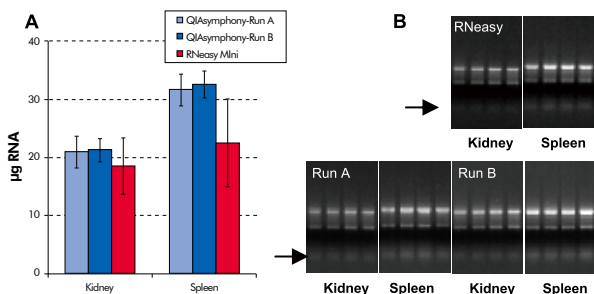 A
QIAsymphony-Run A
QIAsymphony-Run B
RNeasy MIni
µg RNA
40
30
20
10
0
Kidney
Spleen
B
RNeasy
Kidney
Spleen
Run A
Run B
Kidney
Spleen
Kidney
Spleen